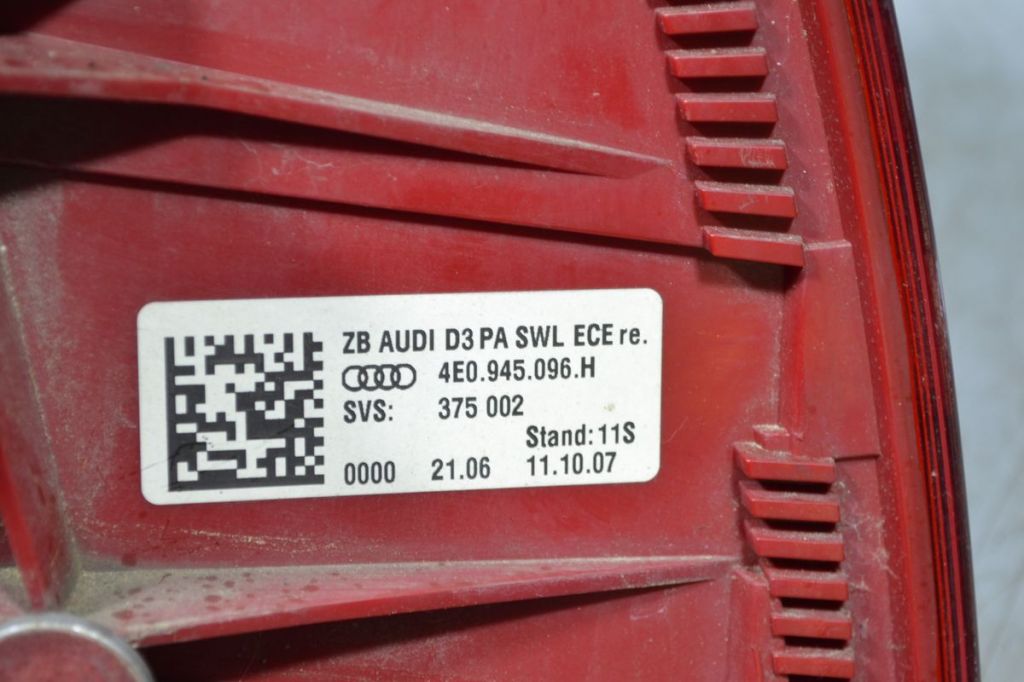 ZB AUDI D3 PA SWL ECE re.
4E0.945.096.H
SVS: 375 002
Stand: 11S
0000 21.06 11.10.07